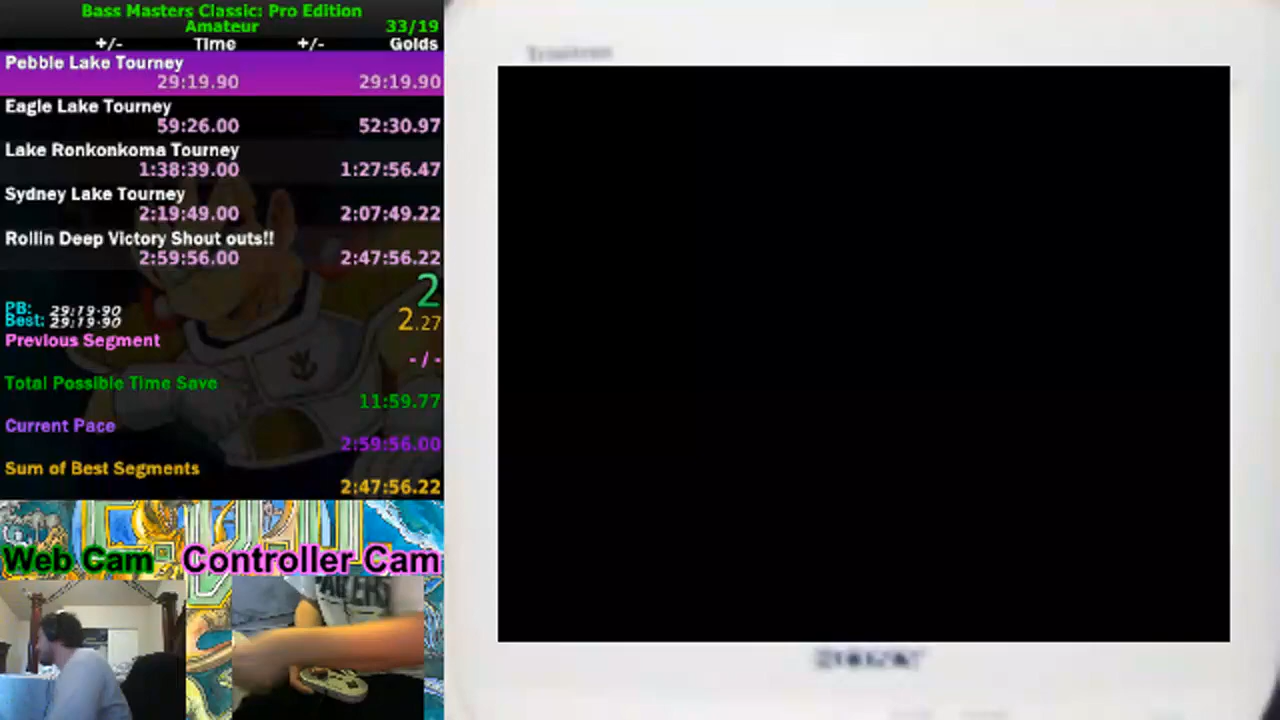 Bass Masters Classic: Pro Edition
Amateur 33/19
+/- Time +/- Golds
Pebble Lake Tourney
29:19.90 29:19.90
Eagle Lake Tourney
59:26.00 52:30.97
Lake Ronkonkoma Tourney
1:38:39.00 1:27:56.47
Sydney Lake Tourney
2:19:49.00 2:07:49.22
Rollin Deep Victory Shout outs!!
2:59:56.00 2:47:56.22
2
PB: 29:19.90
Best: 29:19.90
2.27
Previous Segment
- / -
Total Possible Time Save
11:59.77
Current Pace
2:59:56.00
Sum of Best Segments
2:47:56.22
Web Cam Controller Cam